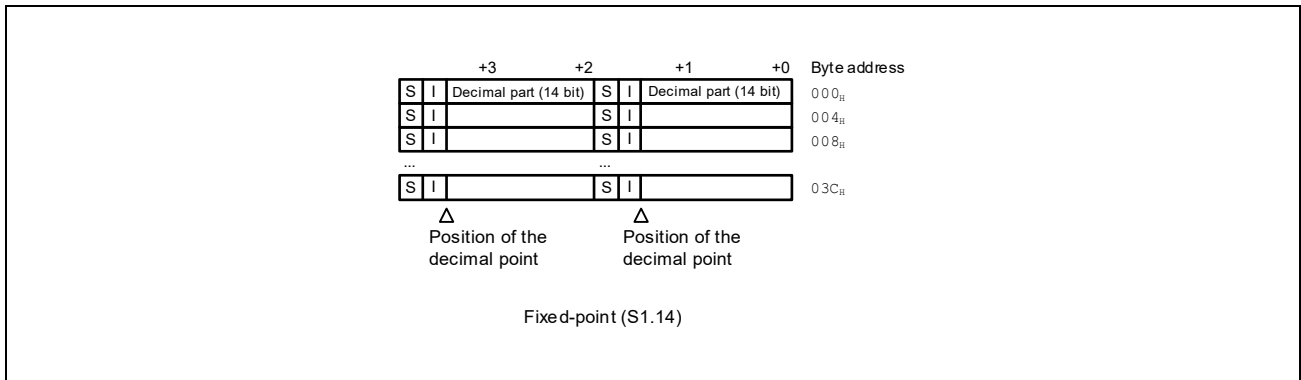 +3 +2 +1 +0 Byte address
S I Decimal part (14 bit) S I Decimal part (14 bit) 000H
S I S I 004H
S I S I 008H
... ...
S I S I 03CH
Position of the decimal point Position of the decimal point
Fixed-point (S1.14)